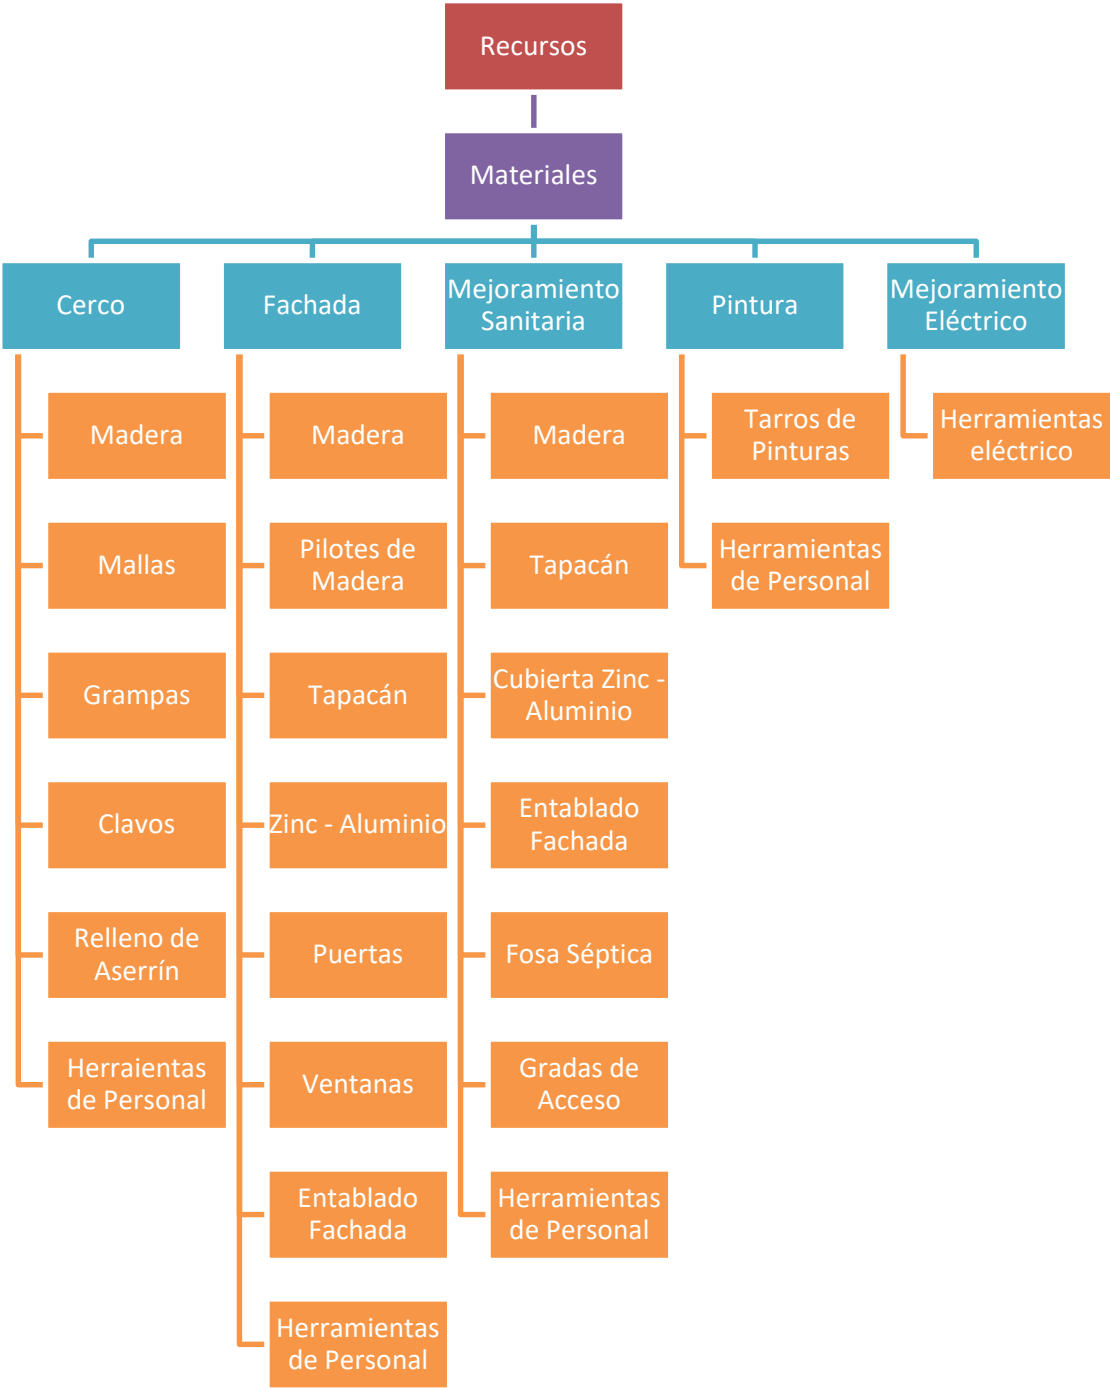 Recursos
Materiales
Cerco
Fachada
Mejoramiento
Sanitaria
Pintura
Mejoramiento
Eléctrico
Madera
Mallas
Grampas
Clavos
Relleno de
Aserrín
Herraientas
de Personal
Madera
Pilotes de
Madera
Tapacán
Zinc - Aluminio
Puertas
Ventanas
Entablado
Fachada
Herramientas
de Personal
Madera
Tapacán
Cubierta Zinc -
Aluminio
Entablado
Fachada
Fosa Séptica
Gradas de
Acceso
Herramientas
de Personal
Tarros de
Pinturas
Herramientas
de Personal
Herramientas
eléctrico